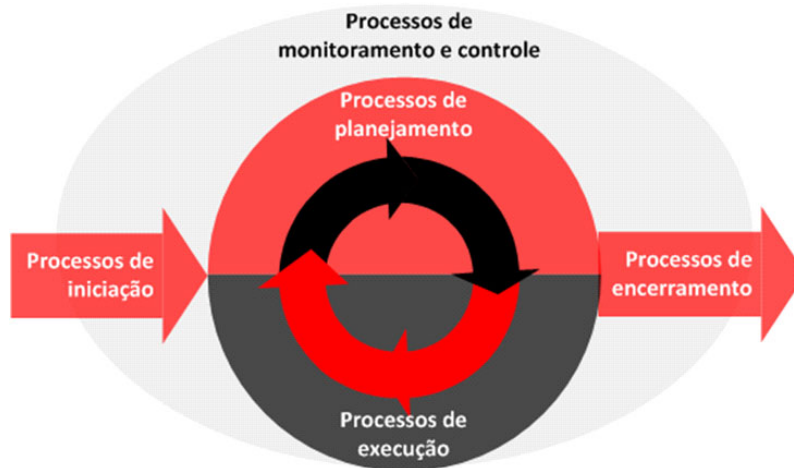 Processos de
monitoramento e controle
Processos de
planejamento
Processos de
iniciação
Processos de
encerramento
Processos de
execução